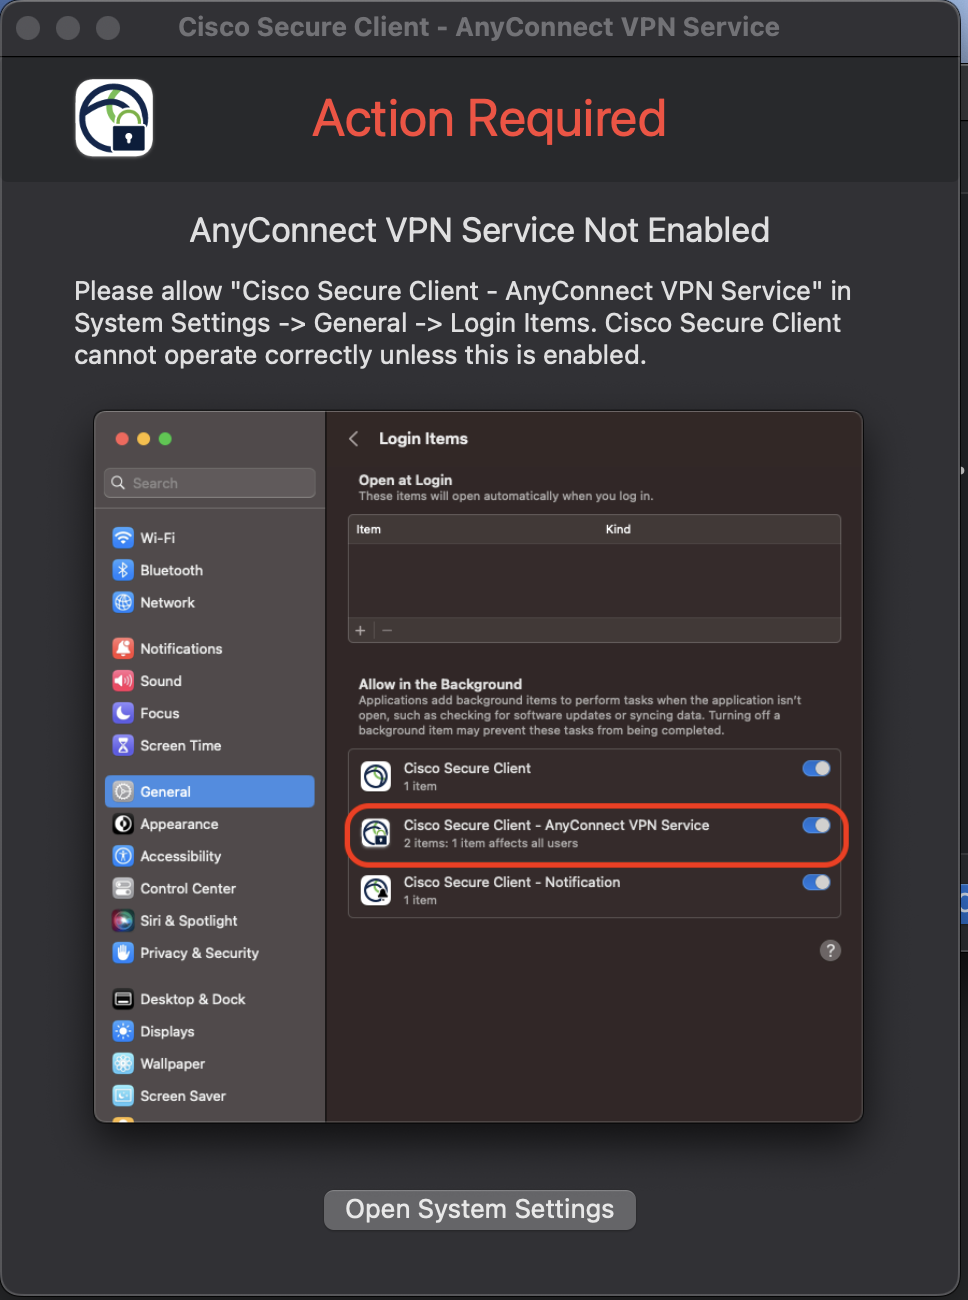 Cisco Secure Client - AnyConnect VPN Service
Action Required
AnyConnect VPN Service Not Enabled
Please allow "Cisco Secure Client - AnyConnect VPN Service" in
System Settings -> General -> Login Items. Cisco Secure Client
cannot operate correctly unless this is enabled.
Search
Wi-Fi
Bluetooth
Network
Notifications
Sound
Focus
Screen Time
General
Appearance
Accessibility
Control Center
Siri & Spotlight
Privacy & Security
Desktop & Dock
Displays
Wallpaper
Screen Saver
Login Items
Open at Login
These items will open automatically when you log in.
Item Kind
+ −
Allow in the Background
Applications add background items to perform tasks when the application isn't
open, such as checking for software updates or syncing data. Turning off a
background item may prevent these tasks from being completed.
Cisco Secure Client
1 item
Cisco Secure Client - AnyConnect VPN Service
2 items: 1 item affects all users
Cisco Secure Client - Notification
1 item
?
Open System Settings